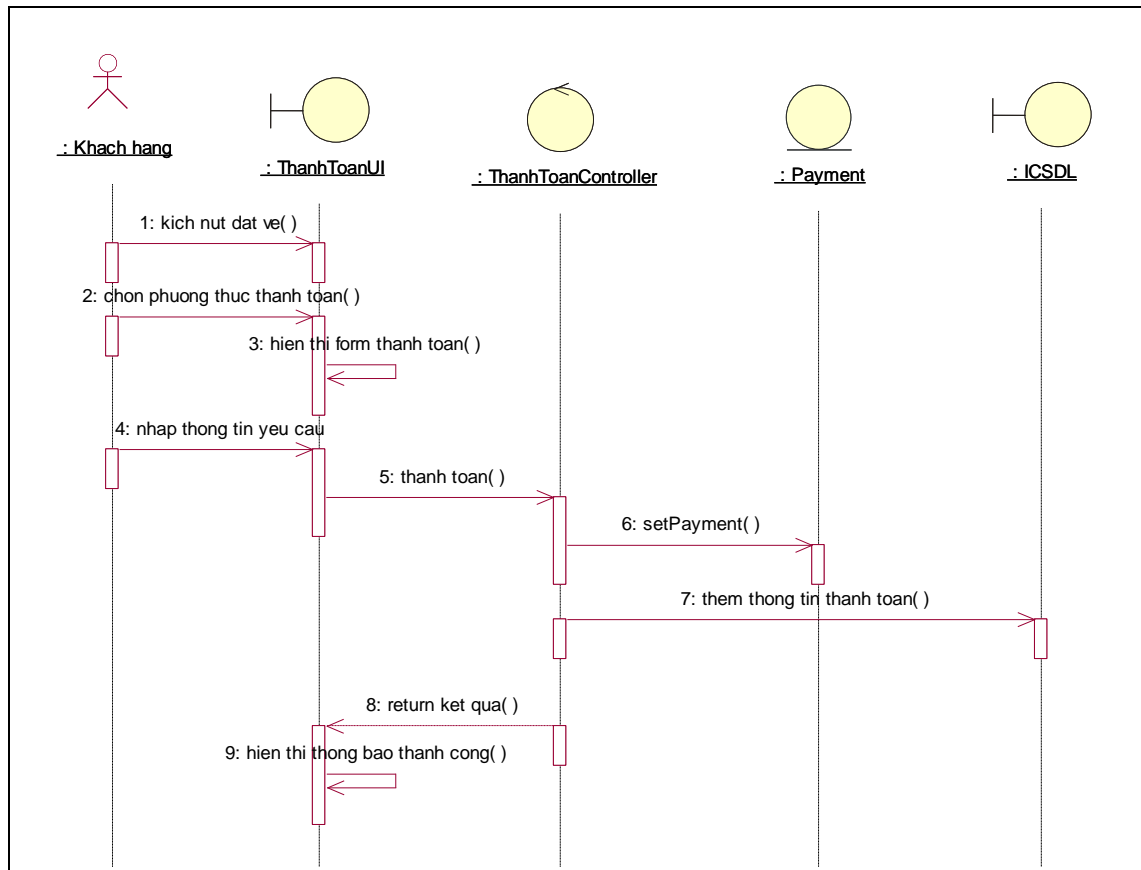 : Khach hang
: ThanhToanUI
: ThanhToanController
: Payment
: ICSDL
1: kich nut dat ve( )
2: chon phuong thuc thanh toan( )
3: hien thi form thanh toan( )
4: nhap thong tin yeu cau
5: thanh toan( )
6: setPayment( )
7: them thong tin thanh toan( )
8: return ket qua( )
9: hien thi thong bao thanh cong( )